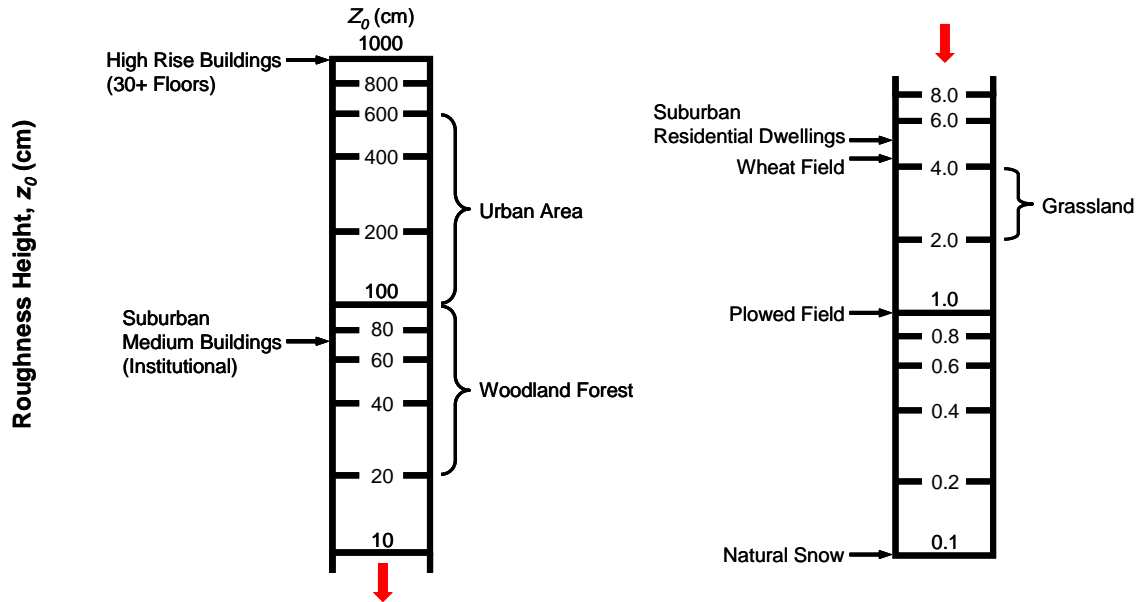 Roughness Height, z0 (cm)
Z0 (cm)
1000
High Rise Buildings
(30+ Floors)
800
600
400
Urban Area
200
100
Suburban
Medium Buildings
(Institutional)
80
60
Woodland Forest
40
20
10
8.0
Suburban
Residential Dwellings
6.0
Wheat Field
4.0
Grassland
2.0
1.0
Plowed Field
0.8
0.6
0.4
0.2
0.1
Natural Snow